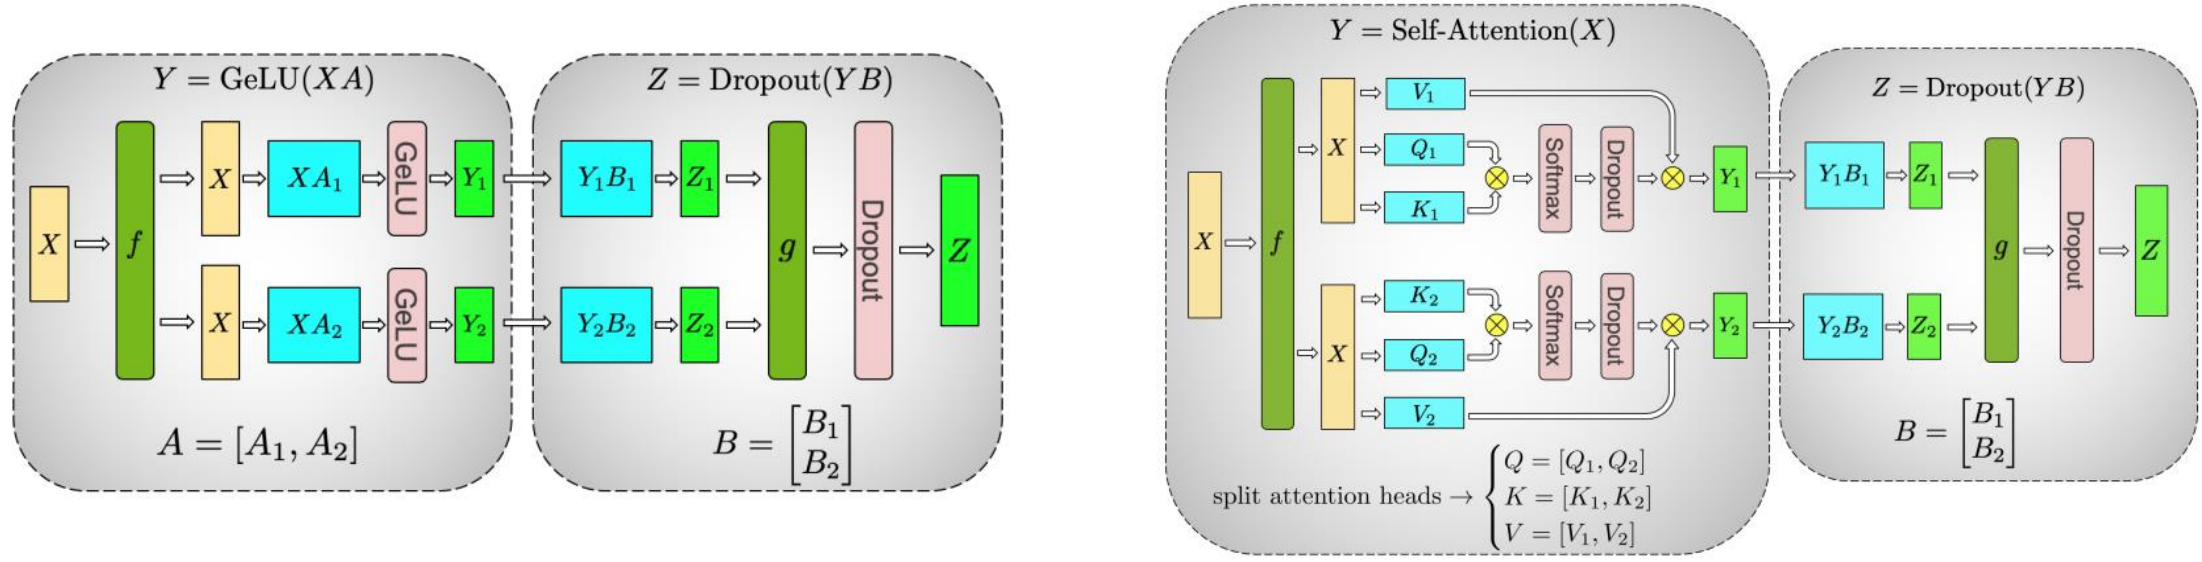 Y = GeLU(XA)
X
f
X
XA₁
GeLU
Y₁
X
XA₂
GeLU
Y₂
A = [A₁, A₂]
Z = Dropout(YB)
Y₁B₁
Z₁
Y₂B₂
Z₂
g
Dropout
Z
B = [B₁
B₂]
Y = Self-Attention(X)
X
f
X
V₁
Q₁
K₁
Softmax
Dropout
Y₁
X
K₂
Q₂
V₂
Softmax
Dropout
Y₂
split attention heads → { Q = [Q₁, Q₂]
K = [K₁, K₂]
V = [V₁, V₂]
Z = Dropout(YB)
Y₁B₁
Z₁
Y₂B₂
Z₂
g
Dropout
Z
B = [B₁
B₂]